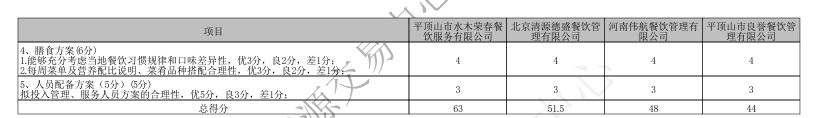 项目
平顶山市水木荣春餐
饮服务有限公司
北京清源德盛餐饮管
理有限公司
河南伟航餐饮管理有
限公司
平顶山市良誉餐饮管
理有限公司
4、膳食方案(6分)
1.能够充分考虑当地餐饮习惯规律和口味差异性，优3分，良2分，差1分；
2.每周菜单及营养配比说明、菜肴品种搭配合理性，优3分，良2分，差1分；
4 4 4 4
5、人员配备方案（5分）(5分)
拟投入管理、服务人员方案的合理性，优5分，良3分，差1分；
3 3 3 3
总得分 63 51.5 48 44
源交易中心
中心